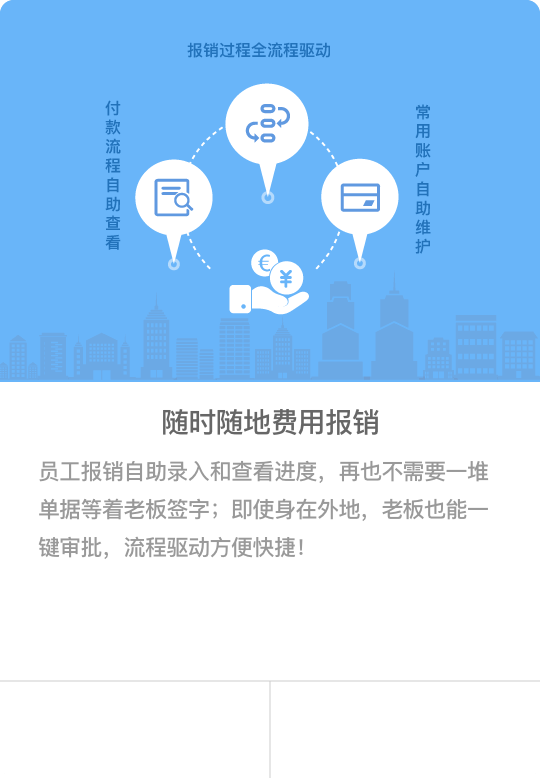 报销过程全流程驱动
付款流程自助查看
常用账户自助维护
€
¥
随时随地费用报销
员工报销自助录入和查看进度，再也不需要一堆
单据等着老板签字；即使身在外地，老板也能一
键审批，流程驱动方便快捷！